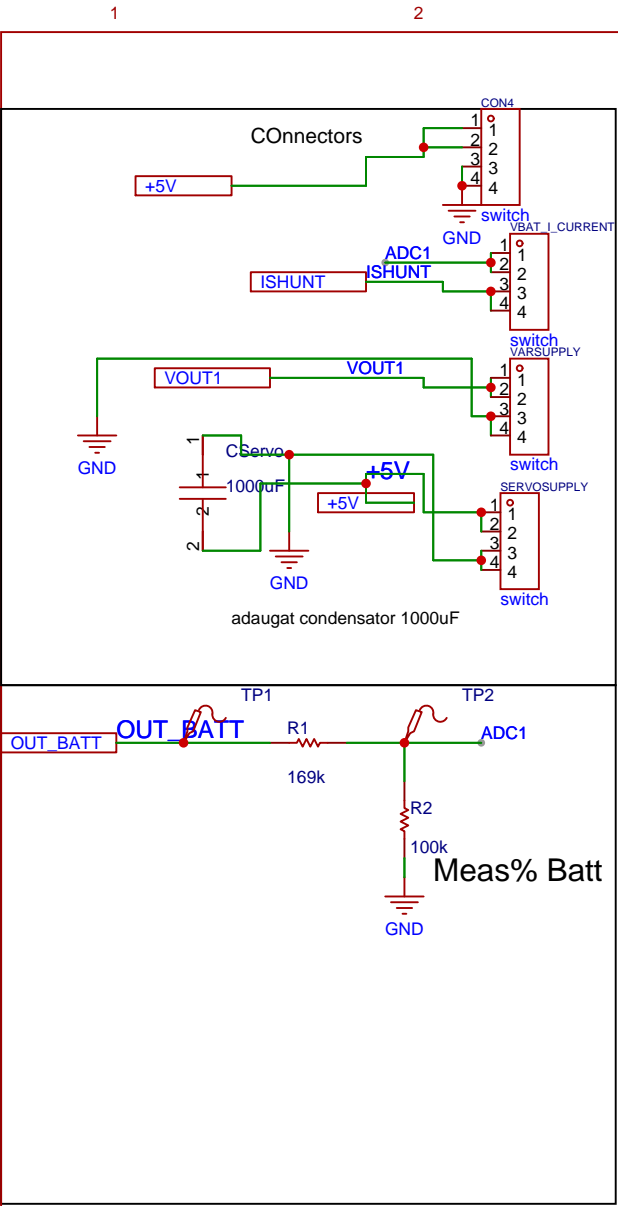 1 2
CON4
COnnectors
1 1
2 2
3 3
4 4
+5V
switch
GND
VBAT_I_CURRENT
ADC1
1 1
2 2
ISHUNT
ISHUNT
3 3
4 4
switch
VARSUPPLY
VOUT1
VOUT1
1 1
2 2
3 3
4 4
GND
switch
1
CServo
1
1000uF
2
2
+5V
+5V
SERVOSUPPLY
1 1
2 2
3 3
4 4
GND
switch
adaugat condensator 1000uF
TP1
TP2
OUT_BATT
OUT_BATT
R1
169k
ADC1
R2
100k
Meas% Batt
GND